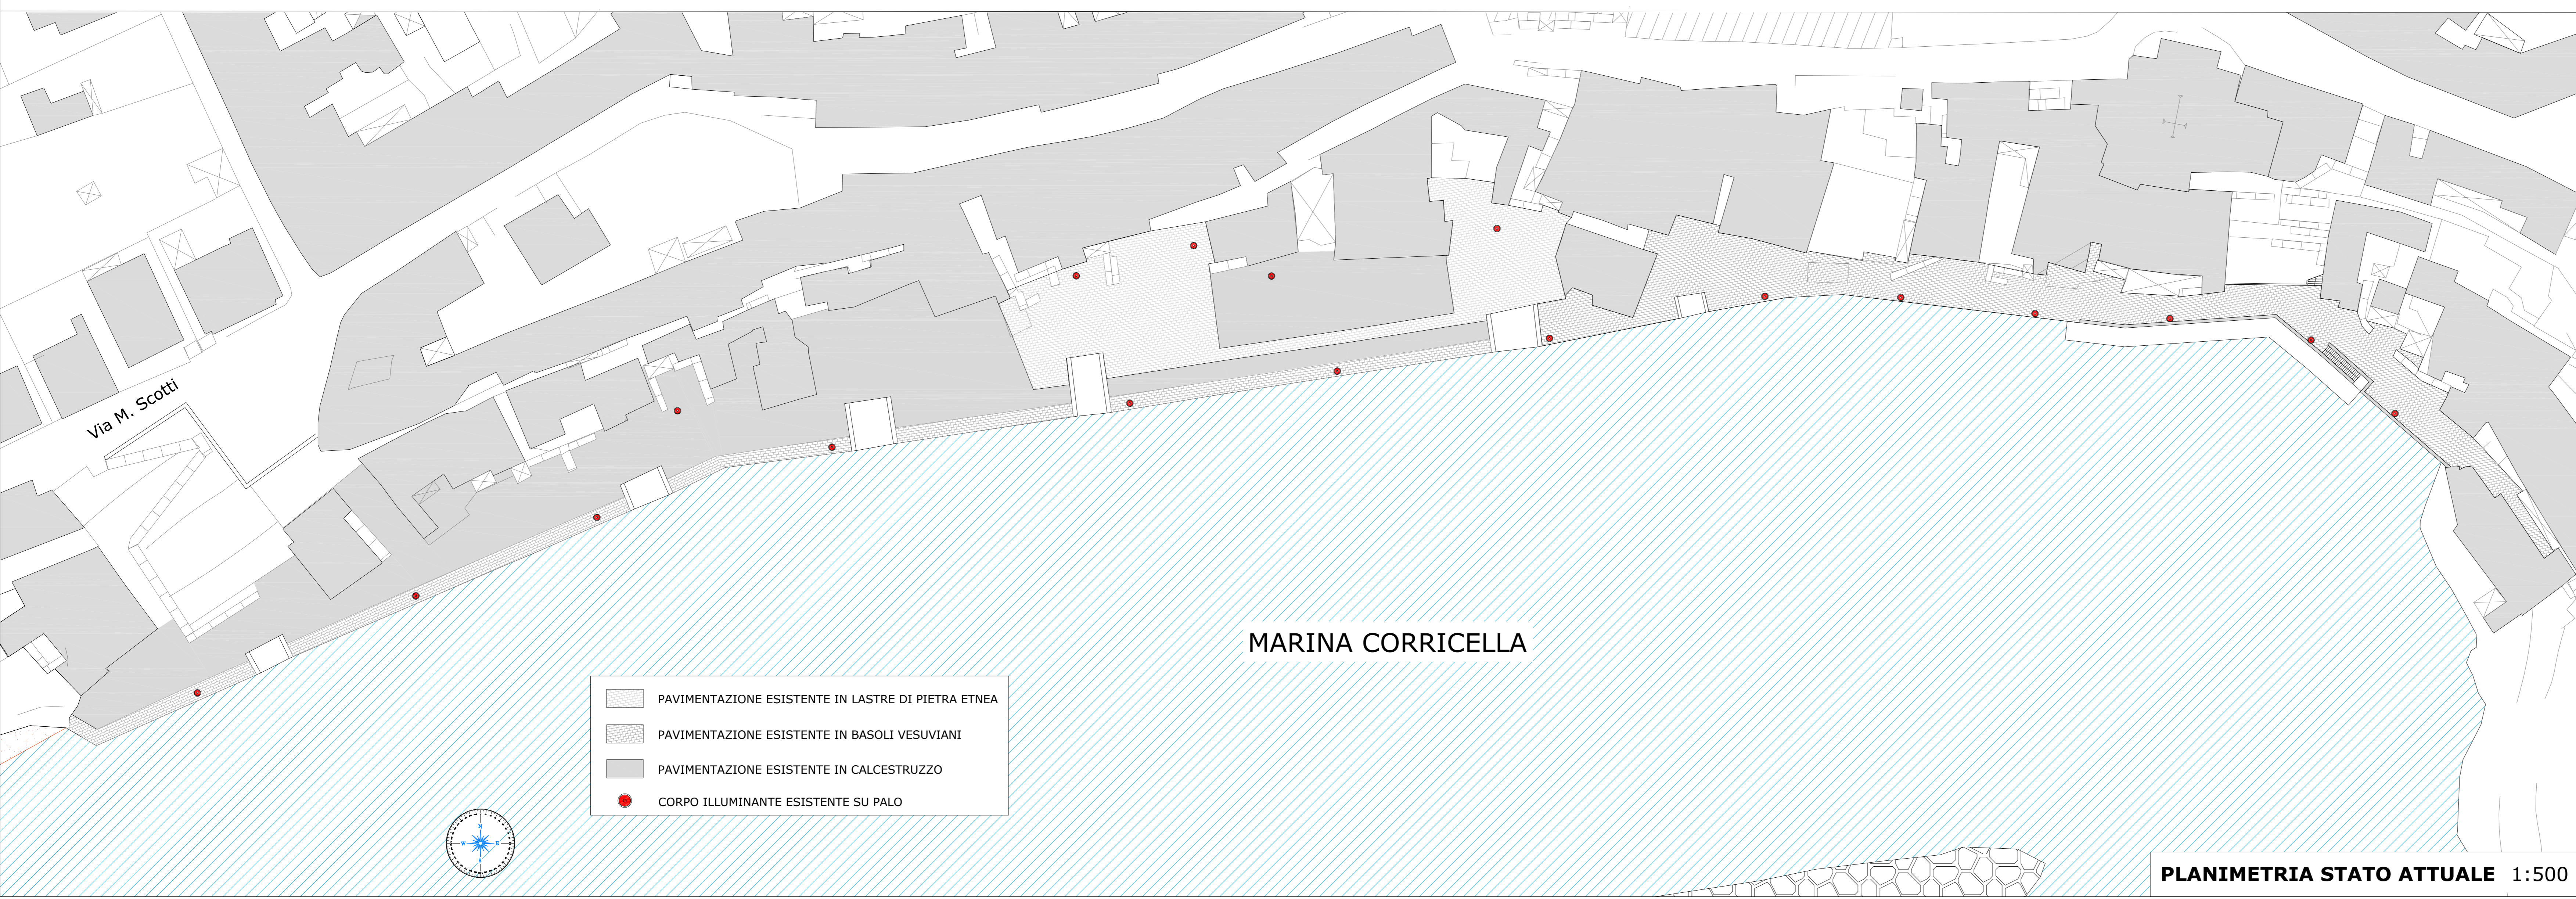 Via M. Scotti
MARINA CORRICELLA
PAVIMENTAZIONE ESISTENTE IN LASTRE DI PIETRA ETNEA
PAVIMENTAZIONE ESISTENTE IN BASOLI VESUVIANI
PAVIMENTAZIONE ESISTENTE IN CALCESTRUZZO
CORPO ILLUMINANTE ESISTENTE SU PALO
N
W E
S
PLANIMETRIA STATO ATTUALE 1:500